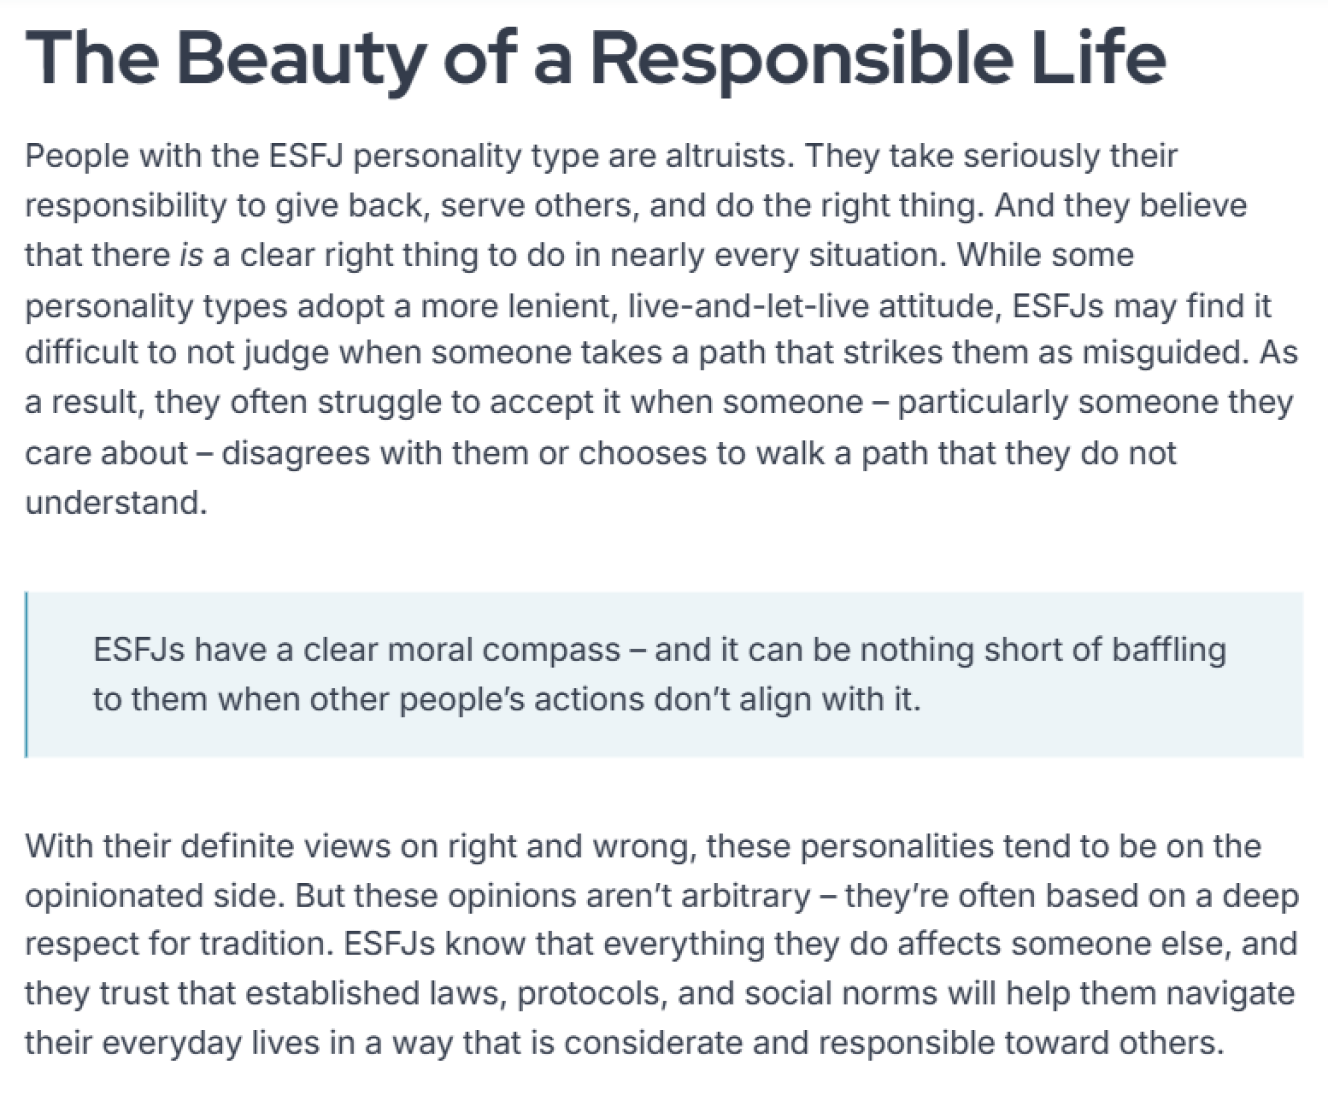 The Beauty of a Responsible Life
People with the ESFJ personality type are altruists. They take seriously their
responsibility to give back, serve others, and do the right thing. And they believe
that there is a clear right thing to do in nearly every situation. While some
personality types adopt a more lenient, live-and-let-live attitude, ESFJs may find it
difficult to not judge when someone takes a path that strikes them as misguided. As
a result, they often struggle to accept it when someone – particularly someone they
care about – disagrees with them or chooses to walk a path that they do not
understand.
ESFJs have a clear moral compass – and it can be nothing short of baffling
to them when other people’s actions don’t align with it.
With their definite views on right and wrong, these personalities tend to be on the
opinionated side. But these opinions aren’t arbitrary – they’re often based on a deep
respect for tradition. ESFJs know that everything they do affects someone else, and
they trust that established laws, protocols, and social norms will help them navigate
their everyday lives in a way that is considerate and responsible toward others.